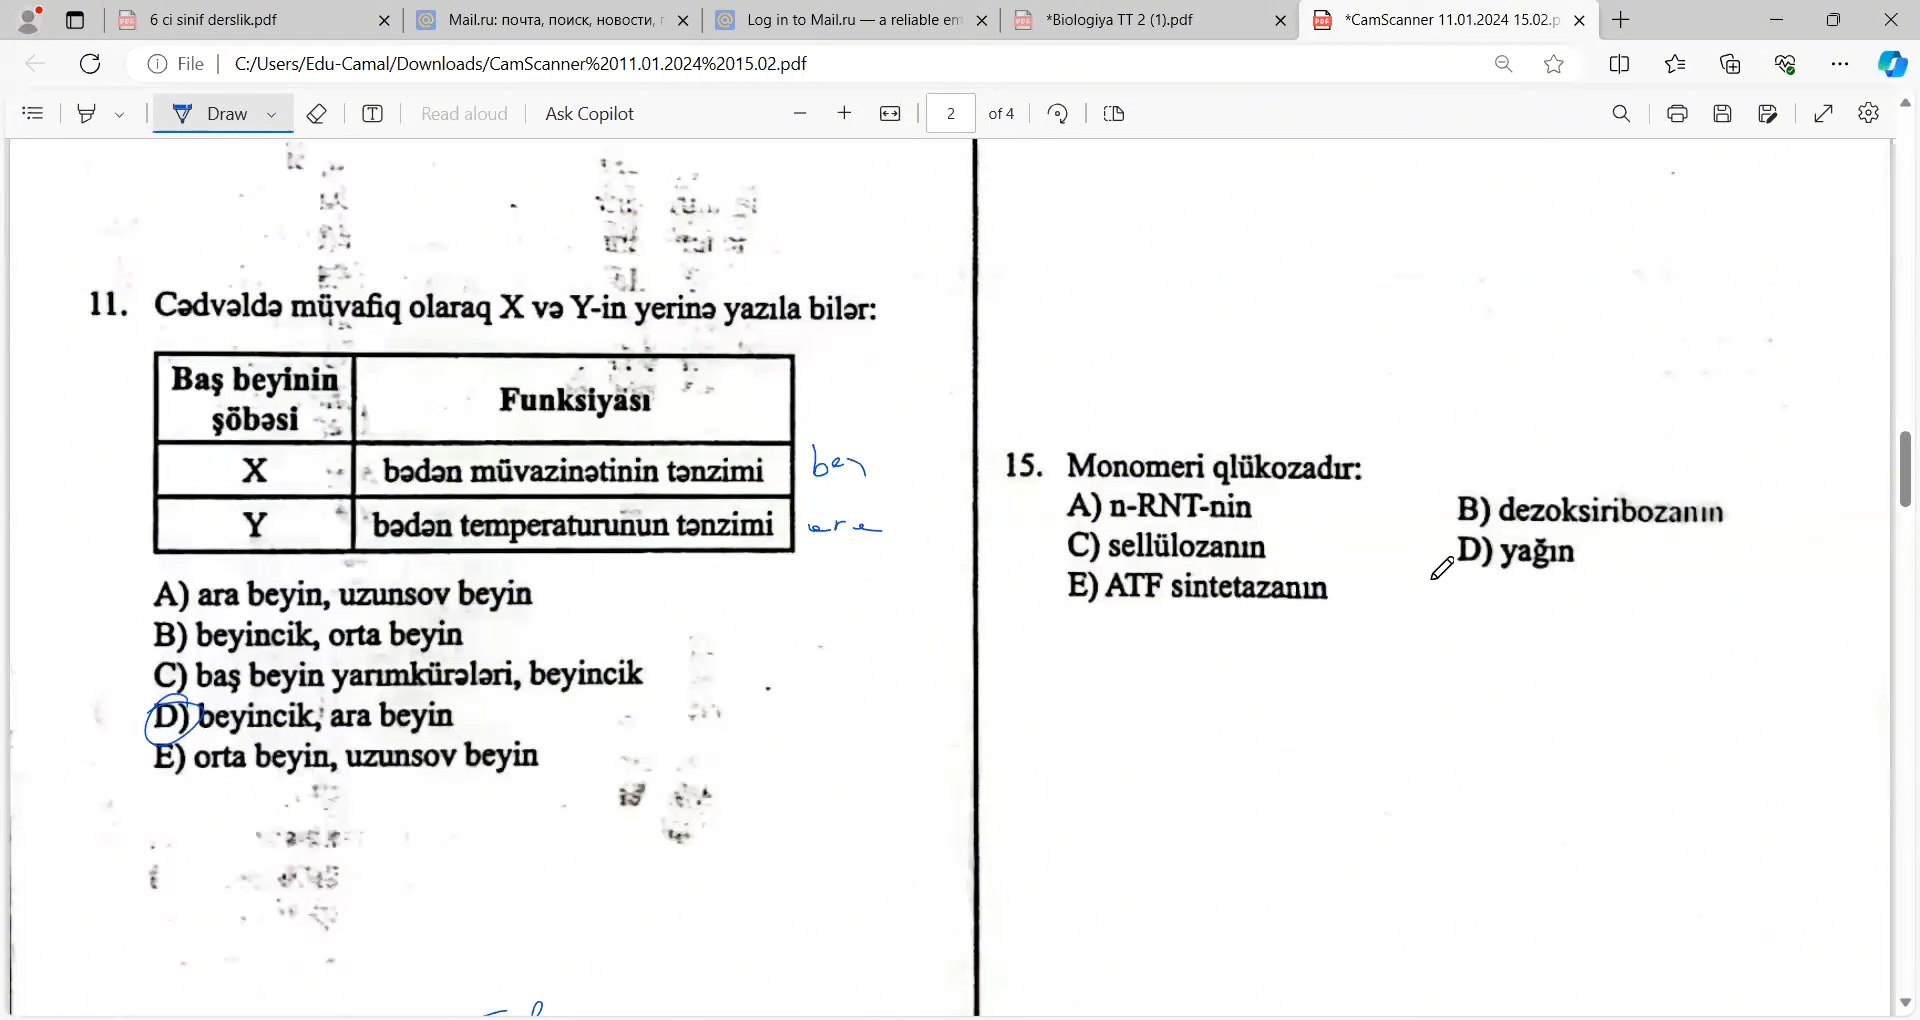 6 ci sinif derslik.pdf
Mail.ru: почта, поиск, новости,
Log in to Mail.ru — a reliable em
*Biologiya TT 2 (1).pdf
*CamScanner 11.01.2024 15.02.p
File
C:/Users/Edu-Camal/Downloads/CamScanner%2011.01.2024%2015.02.pdf
Draw
Read aloud
Ask Copilot
2 of 4
11. Cədvəldə müvafiq olaraq X və Y-in yerinə yazıla bilər:
Baş beyinin şöbəsi
Funksiyası
X bədən müvazinətinin tənzimi
Y bədən temperaturunun tənzimi
A) ara beyin, uzunsov beyin
B) beyincik, orta beyin
C) baş beyin yarımkürələri, beyincik
D) beyincik, ara beyin
E) orta beyin, uzunsov beyin
15. Monomeri qlükozadır:
A) n-RNT-nin
B) dezoksiribozanın
C) sellülozanın
D) yağın
E) ATF sintetazanın